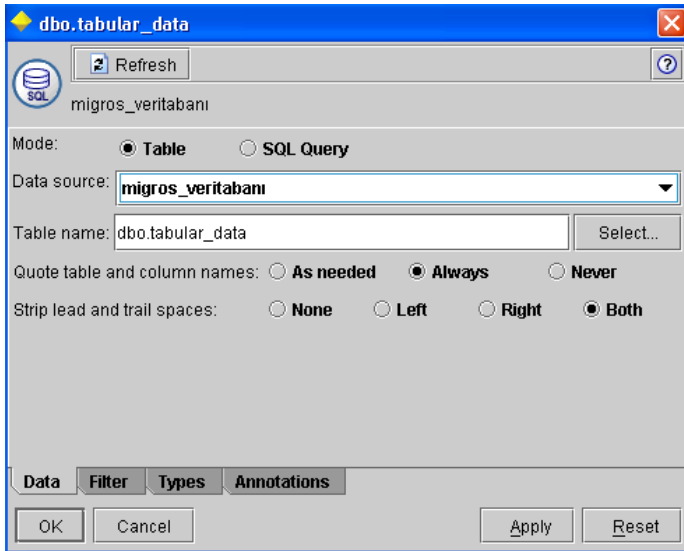 dbo.tabular_data
Refresh
SQL
migros_veritabanı
Mode: Table SQL Query
Data source: migros_veritabanı
Table name: dbo.tabular_data Select...
Quote table and column names: As needed Always Never
Strip lead and trail spaces: None Left Right Both
Data Filter Types Annotations
OK Cancel Apply Reset